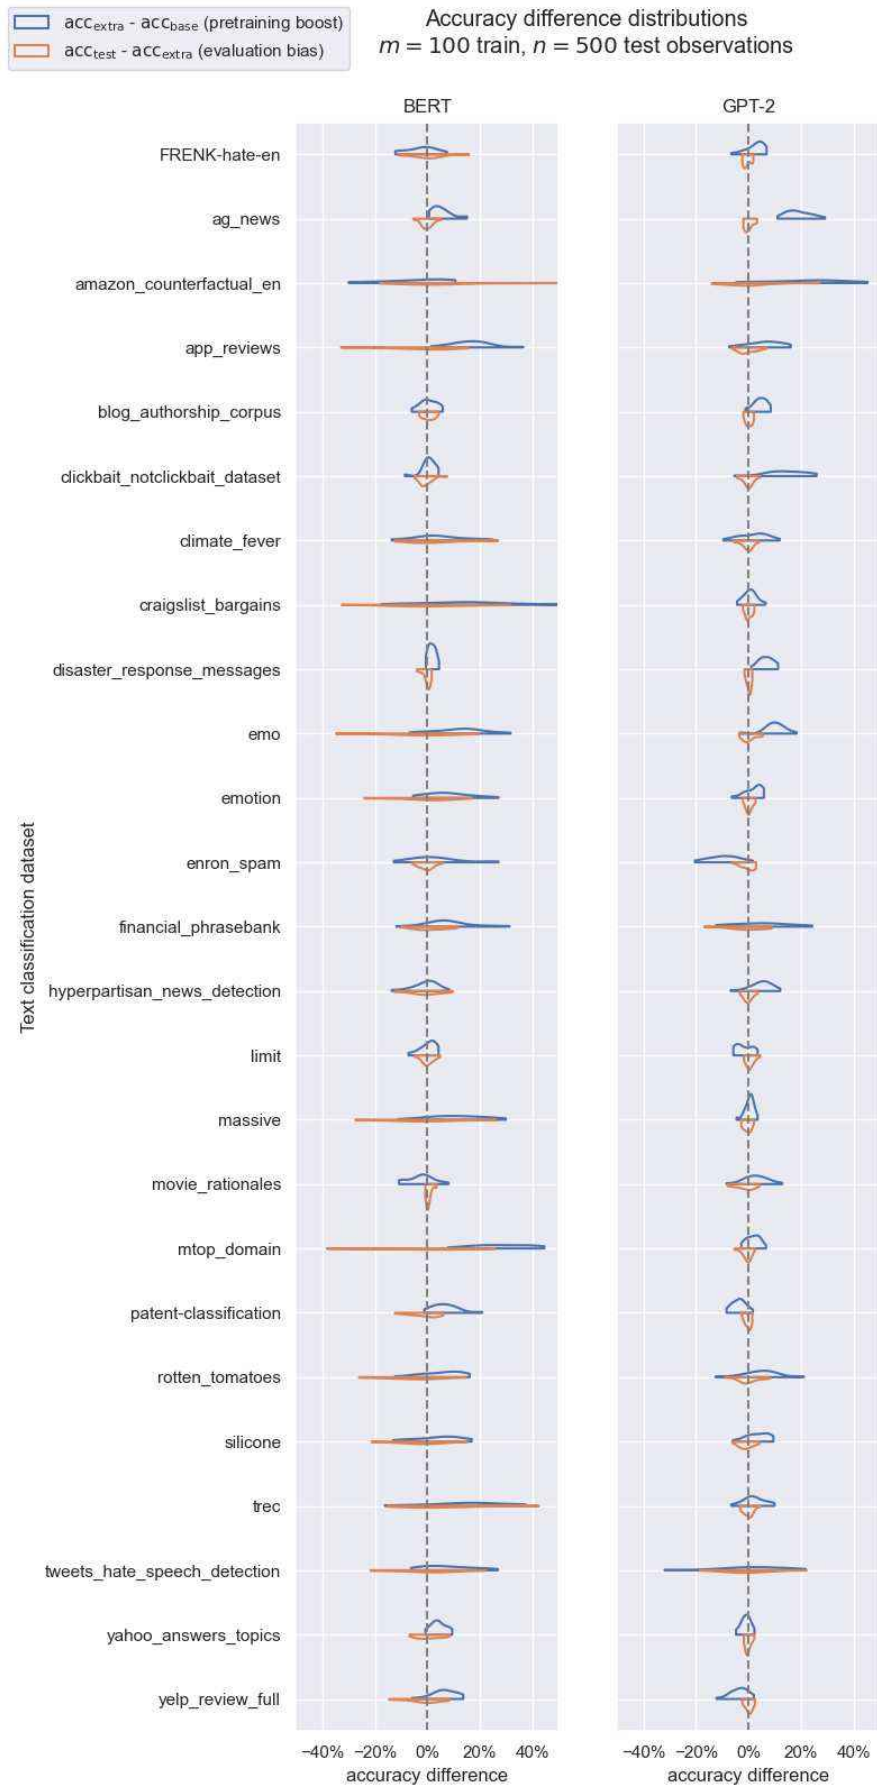 acc_extra - acc_base (pretraining boost)
acc_test - acc_extra (evaluation bias)
Accuracy difference distributions
m = 100 train, n = 500 test observations
BERT
GPT-2
Text classification dataset
FRENK-hate-en
ag_news
amazon_counterfactual_en
app_reviews
blog_authorship_corpus
clickbait_notclickbait_dataset
climate_fever
craigslist_bargains
disaster_response_messages
emo
emotion
enron_spam
financial_phrasebank
hyperpartisan_news_detection
limit
massive
movie_rationales
mtop_domain
patent-classification
rotten_tomatoes
silicone
trec
tweets_hate_speech_detection
yahoo_answers_topics
yelp_review_full
−40% −20% 0% 20% 40%
accuracy difference
−40% −20% 0% 20% 40%
accuracy difference